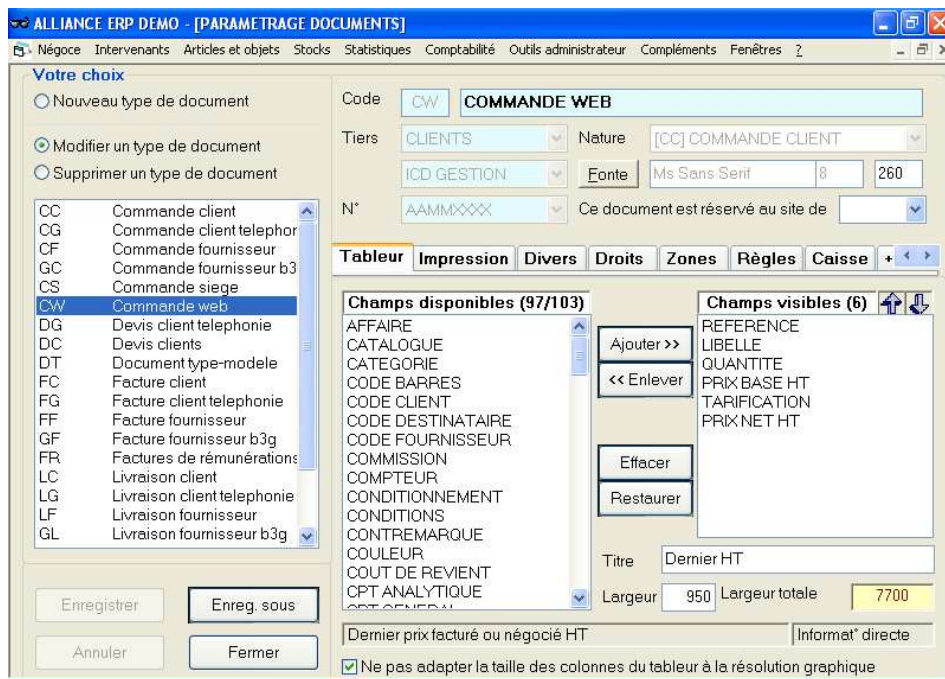 ALLIANCE ERP DEMO - [PARAMETRAGE DOCUMENTS]
Négoce Intervenants Articles et objets Stocks Statistiques Comptabilité Outils administrateur Compléments Fenêtres ?
Votre choix
Nouveau type de document
Modifier un type de document
Supprimer un type de document
Code CW COMMANDE WEB
Tiers CLIENTS Nature [CC] COMMANDE CLIENT
ICD GESTION Fonte Ms Sans Serif 8 260
N° AAMMXXXX Ce document est réservé au site de
CC Commande client
CG Commande client telephor
CF Commande fournisseur
GC Commande fournisseur b3
CS Commande siege
CW Commande web
DG Devis client telephonie
DC Devis clients
DT Document type-modele
FC Facture client
FG Facture client telephonie
FF Facture fournisseur
GF Facture fournisseur b3g
FR Factures de rémunérations
LC Livraison client
LG Livraison client telephonie
LF Livraison fournisseur
GL Livraison fournisseur b3g
Enregistrer Enreg. sous
Annuler Fermer
Tableur Impression Divers Droits Zones Règles Caisse +
Champs disponibles (97/103)
AFFAIRE
CATALOGUE
CATEGORIE
CODE BARRES
CODE CLIENT
CODE DESTINATAIRE
CODE FOURNISSEUR
COMMISSION
COMPTEUR
CONDITIONNEMENT
CONDITIONS
CONTREMARQUE
COULEUR
COUT DE REVIENT
CPT ANALYTIQUE
CPT GENERAL
Ajouter >>
<< Enlever
Effacer
Restaurer
Champs visibles (6)
REFERENCE
LIBELLE
QUANTITE
PRIX BASE HT
TARIFICATION
PRIX NET HT
Titre Dernier HT
Largeur 950 Largeur totale 7700
Dernier prix facturé ou négocié HT Informat° directe
Ne pas adapter la taille des colonnes du tableur à la résolution graphique